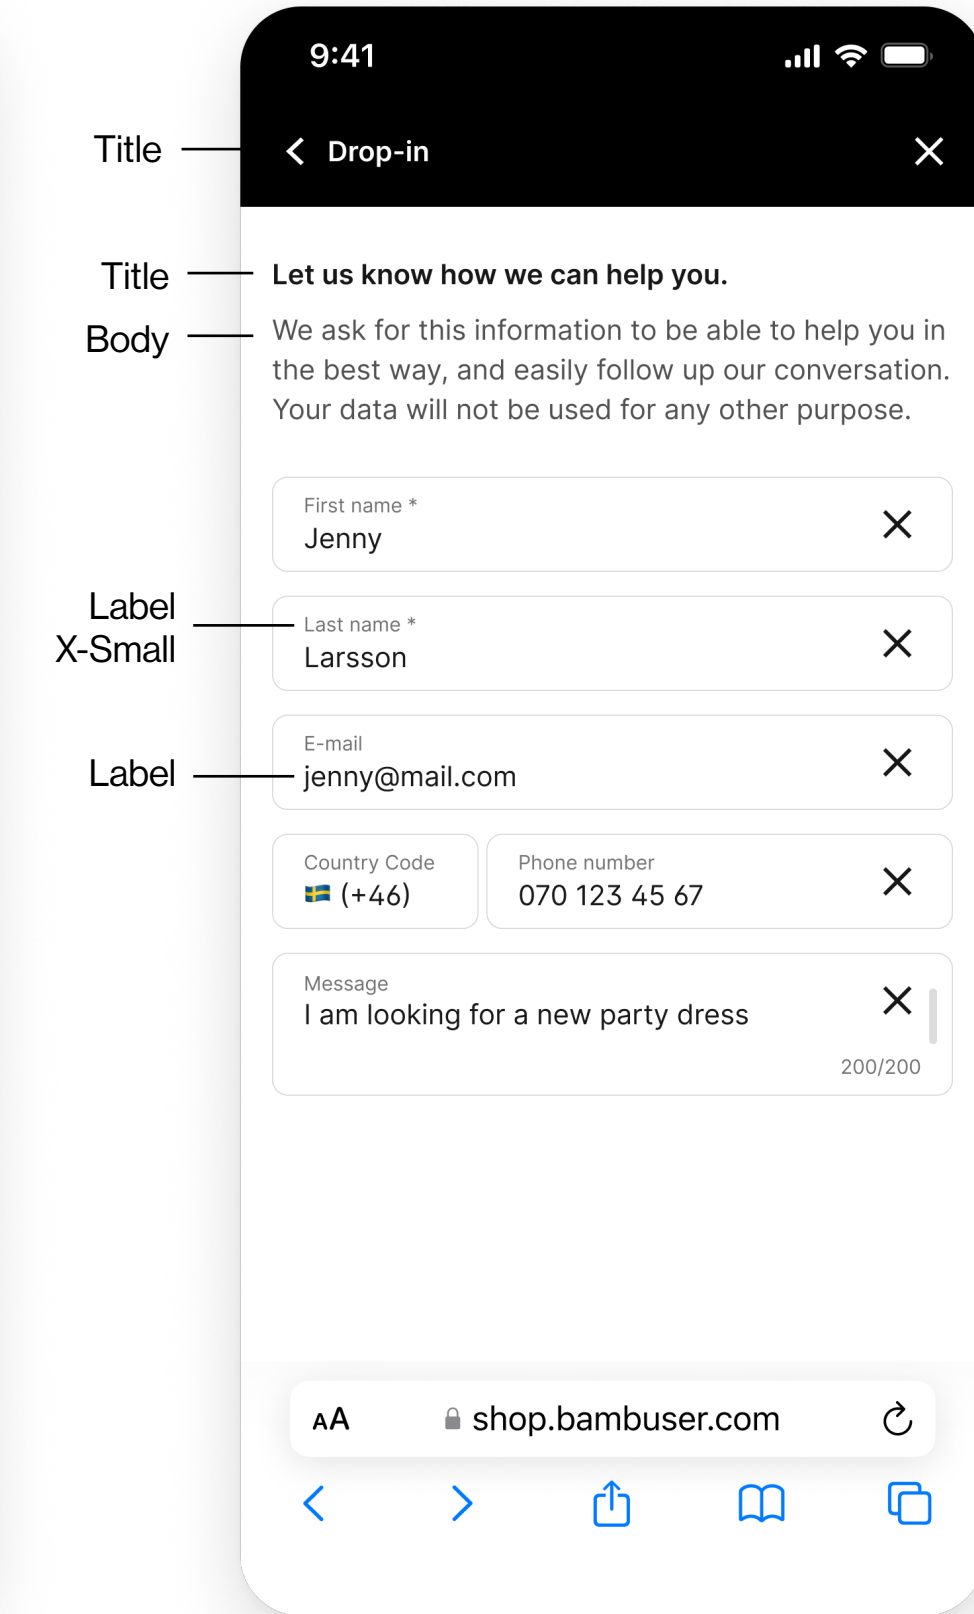 9:41
Title
Drop-in
Title
Let us know how we can help you.
Body
We ask for this information to be able to help you in
the best way, and easily follow up our conversation.
Your data will not be used for any other purpose.
First name *
Jenny
Label
X-Small
Last name *
Larsson
E-mail
Label
jenny@mail.com
Country Code
🇸🇪 (+46)
Phone number
070 123 45 67
Message
I am looking for a new party dress
200/200
AA
shop.bambuser.com